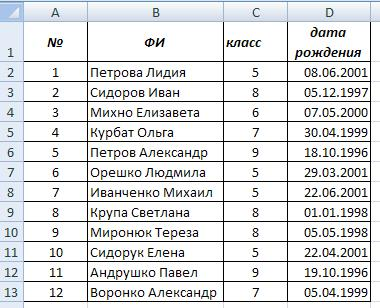 A B C D
1 № ФИ класс дата рождения
2 1 Петрова Лидия 5 08.06.2001
3 2 Сидоров Иван 8 05.12.1997
4 3 Михно Елизавета 6 07.05.2000
5 4 Курбат Ольга 7 30.04.1999
6 5 Петров Александр 9 18.10.1996
7 6 Орешко Людмила 5 29.03.2001
8 7 Иванченко Михаил 5 22.06.2001
9 8 Крупа Светлана 8 01.01.1998
10 9 Миронюк Тереза 8 05.05.1998
11 10 Сидорук Елена 5 22.04.2001
12 11 Андрушко Павел 9 19.10.1996
13 12 Воронко Александр 7 05.04.1999